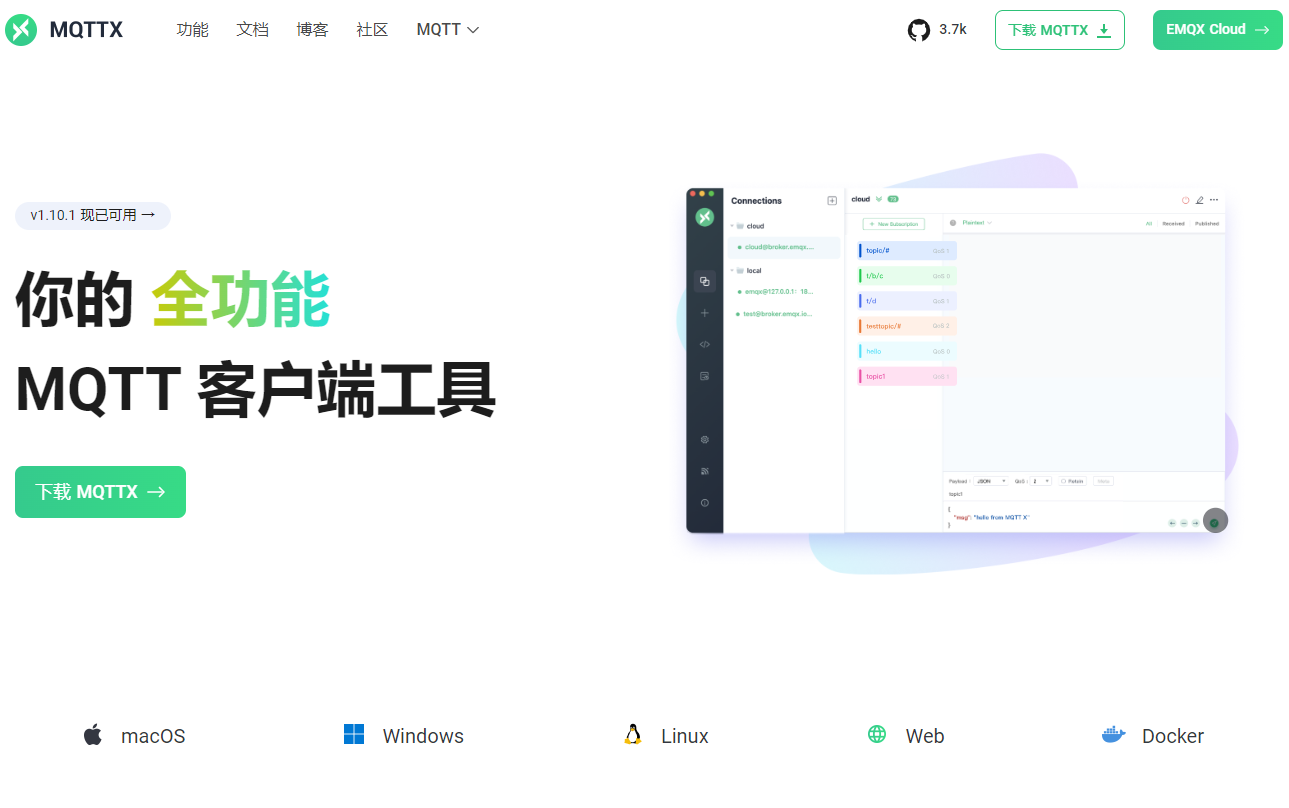 MQTTX 功能 文档 博客 社区 MQTT 3.7k 下载 MQTTX EMQX Cloud →
v1.10.1 现已可用 →
你的 全功能
MQTT 客户端工具
下载 MQTTX →
Connections
cloud
cloud@broker.emqx....
local
emqx@127.0.0.1: 18...
test@broker.emqx.io...
cloud
+ New Subscription
Plaintext
All Received Published
topic/# QoS 1
t/b/c QoS 0
t/d QoS 1
testtopic/# QoS 2
hello QoS 0
topic1 QoS 1
Payload: JSON QoS: 2 Retain Meta
topic1
{
"msg": "hello from MQTT X"
}
macOS Windows Linux Web Docker